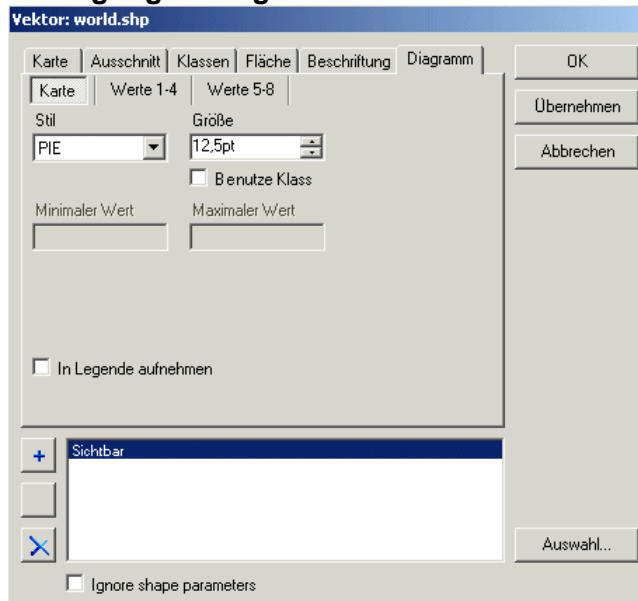 Vektor: world.shp
Karte Ausschnitt Klassen Fläche Beschriftung Diagramm
OK
Karte Werte 1-4 Werte 5-8
Übernehmen
Stil Größe
PIE 12,5pt
Abbrechen
Benutze Klass
Minimaler Wert Maximaler Wert
In Legende aufnehmen
+ Sichtbar
Auswahl...
Ignore shape parameters